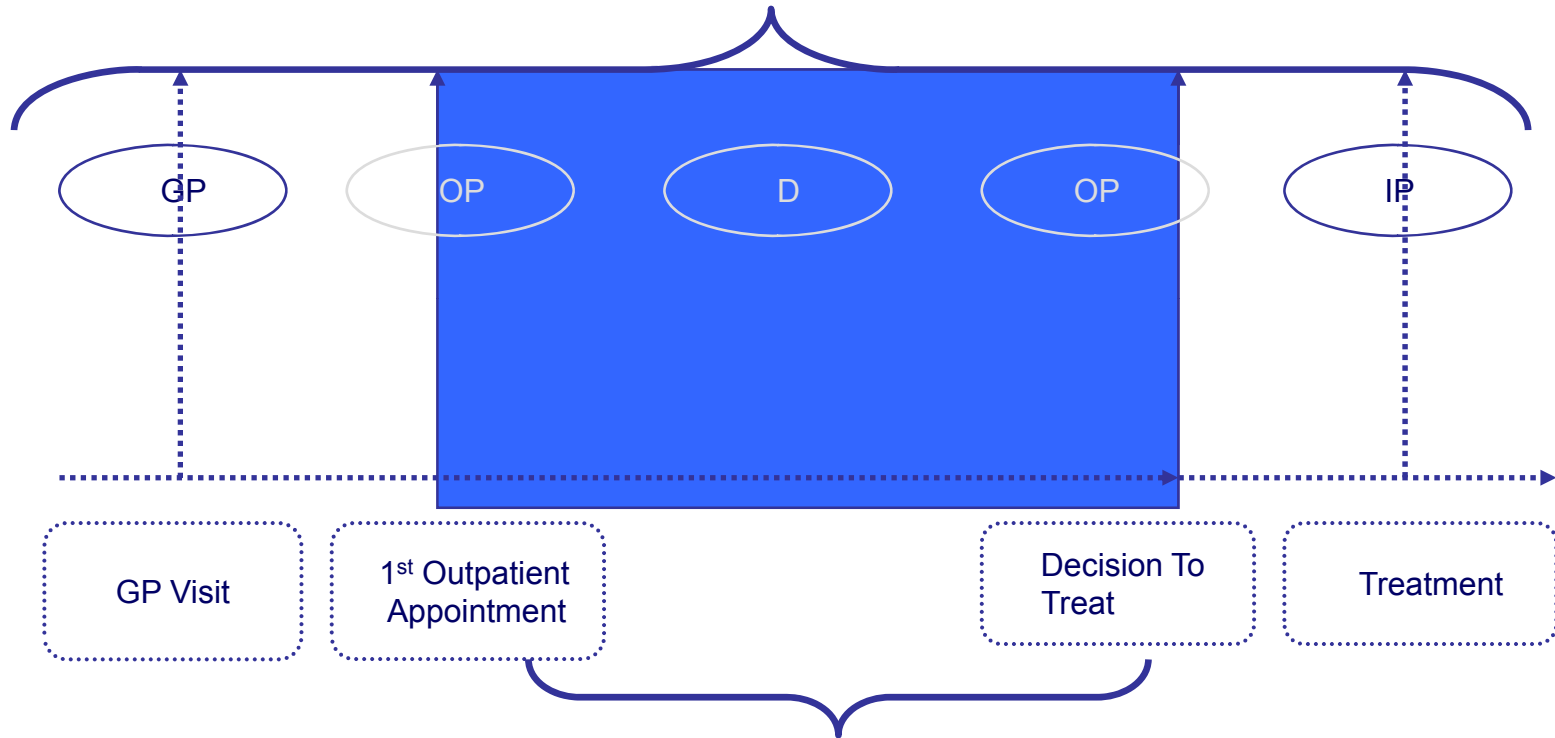 GP
OP
D
OP
IP
GP Visit
1st Outpatient
Appointment
Decision To
Treat
Treatment